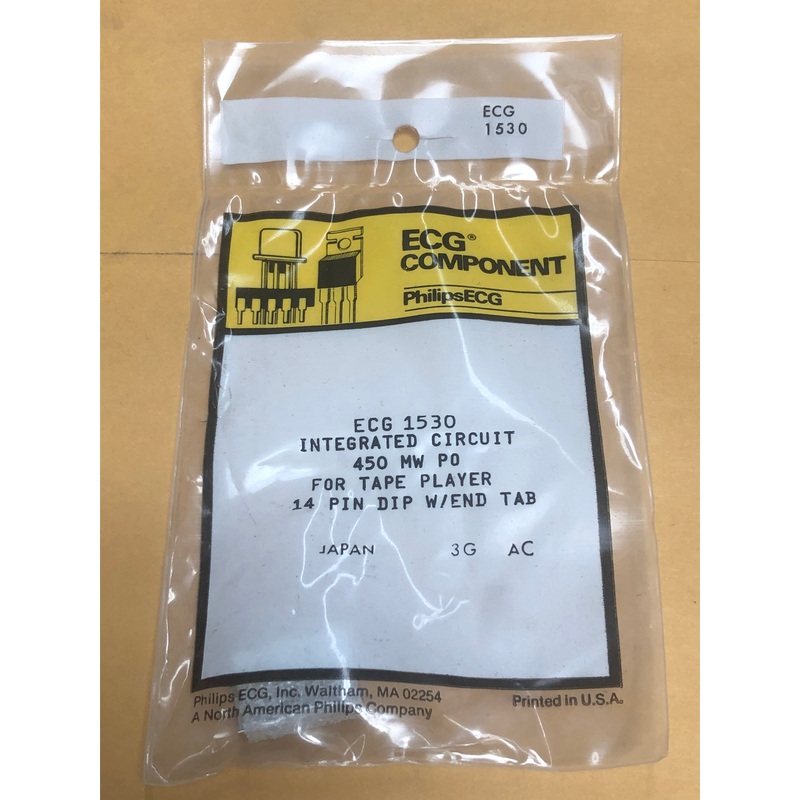 ECG
1530
ECG®
COMPONENT
PhilipsECG
ECG 1530
INTEGRATED CIRCUIT
450 MW PO
FOR TAPE PLAYER
14 PIN DIP W/END TAB
JAPAN 3G AC
Philips ECG, Inc. Waltham, MA 02254
A North American Philips Company
Printed in U.S.A.